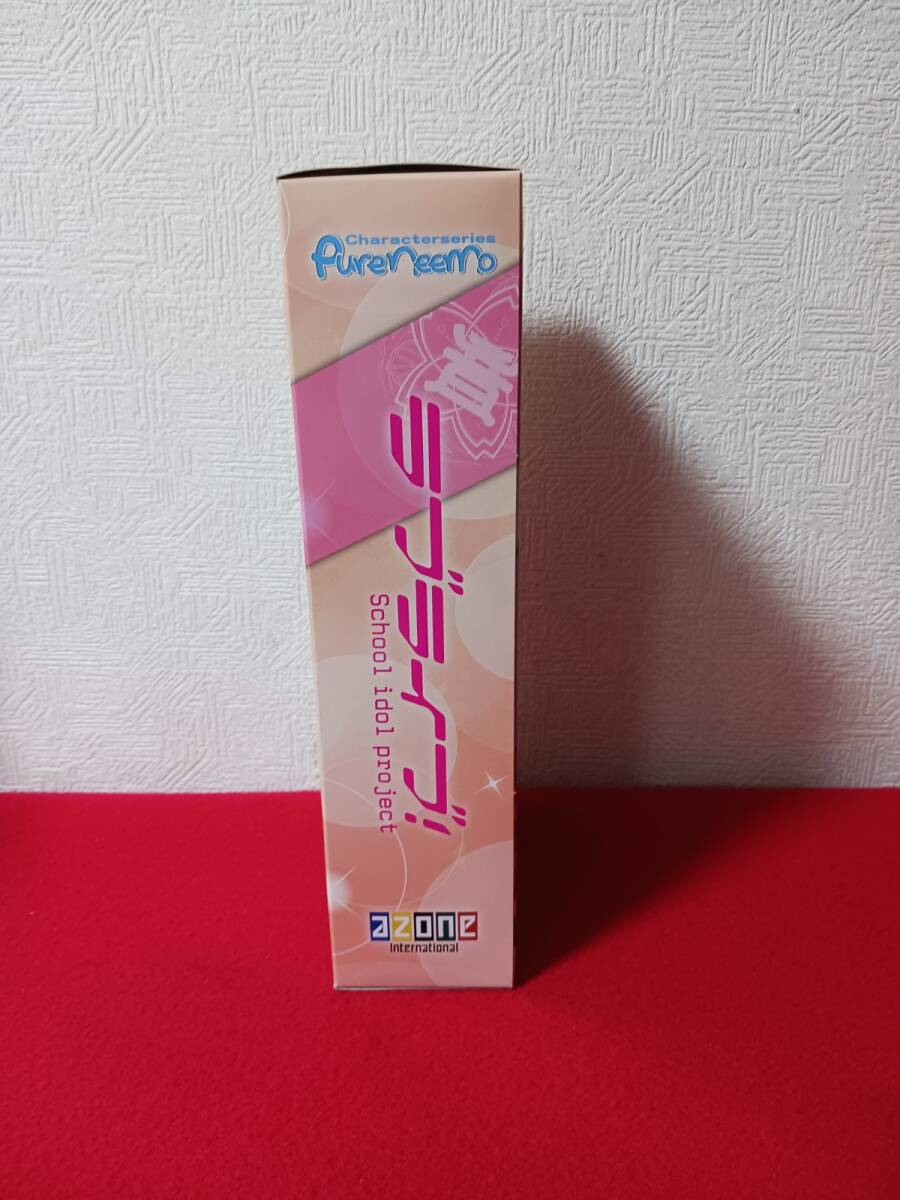 Characterseries
PureNeemo
ラブライブ!
School idol project
azone
International